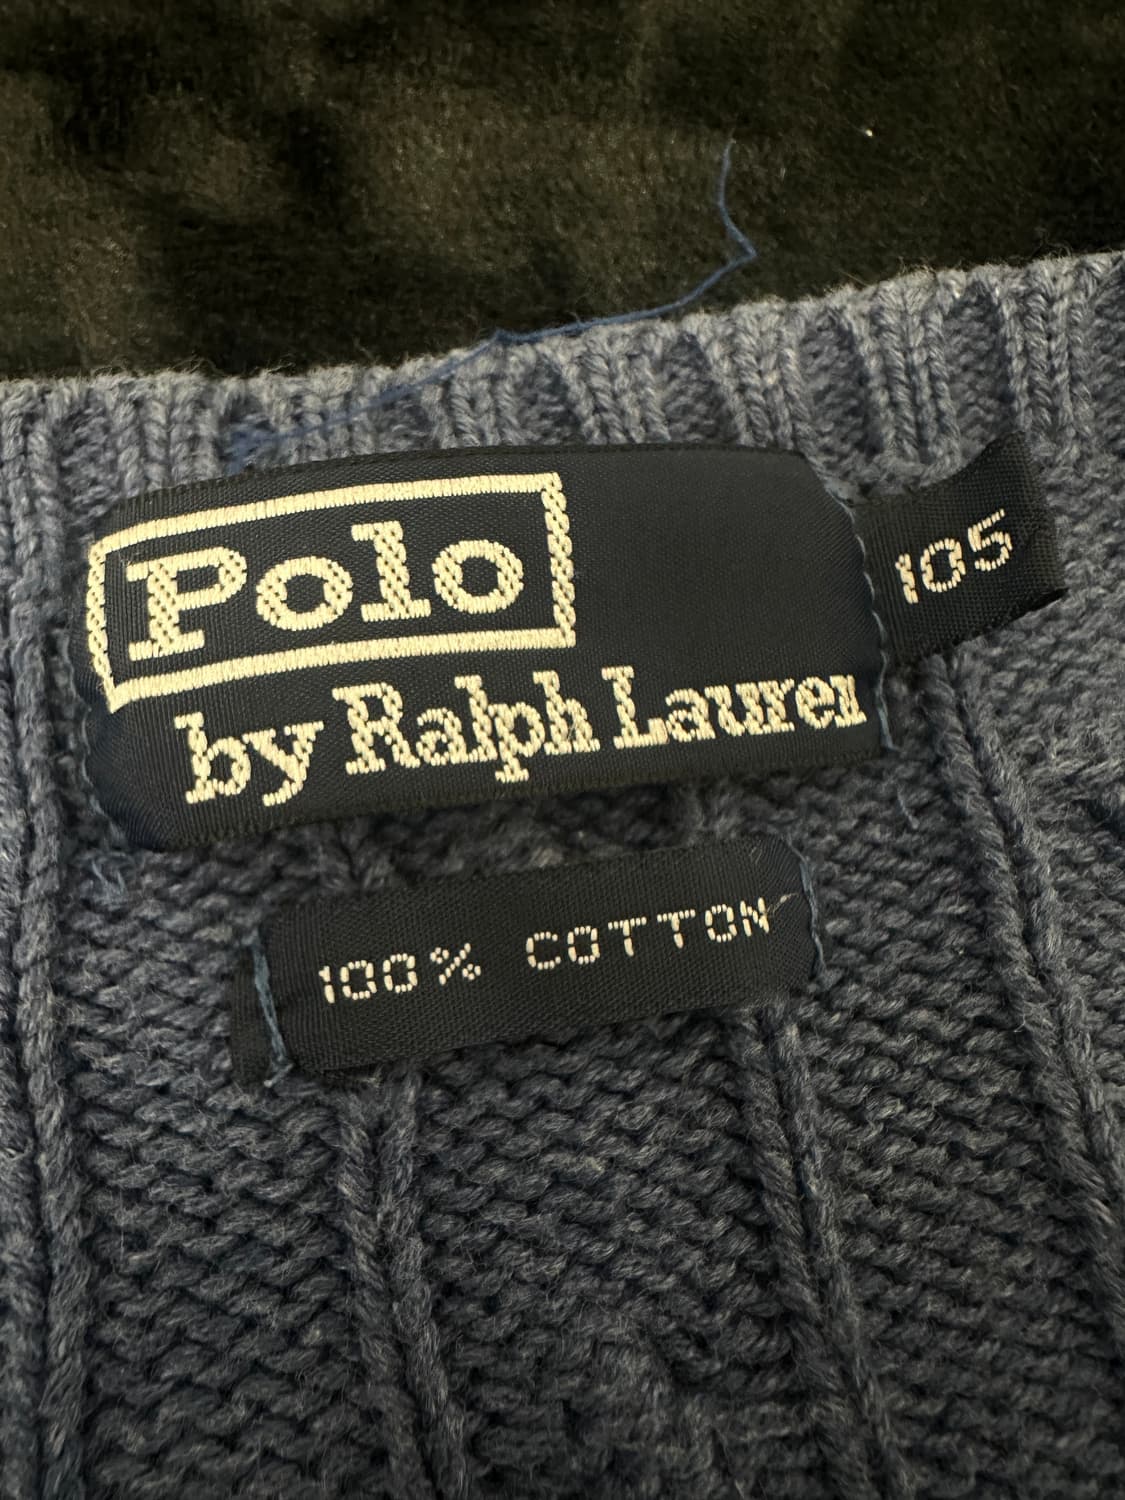 Polo
by Ralph Lauren
105
100% COTTON